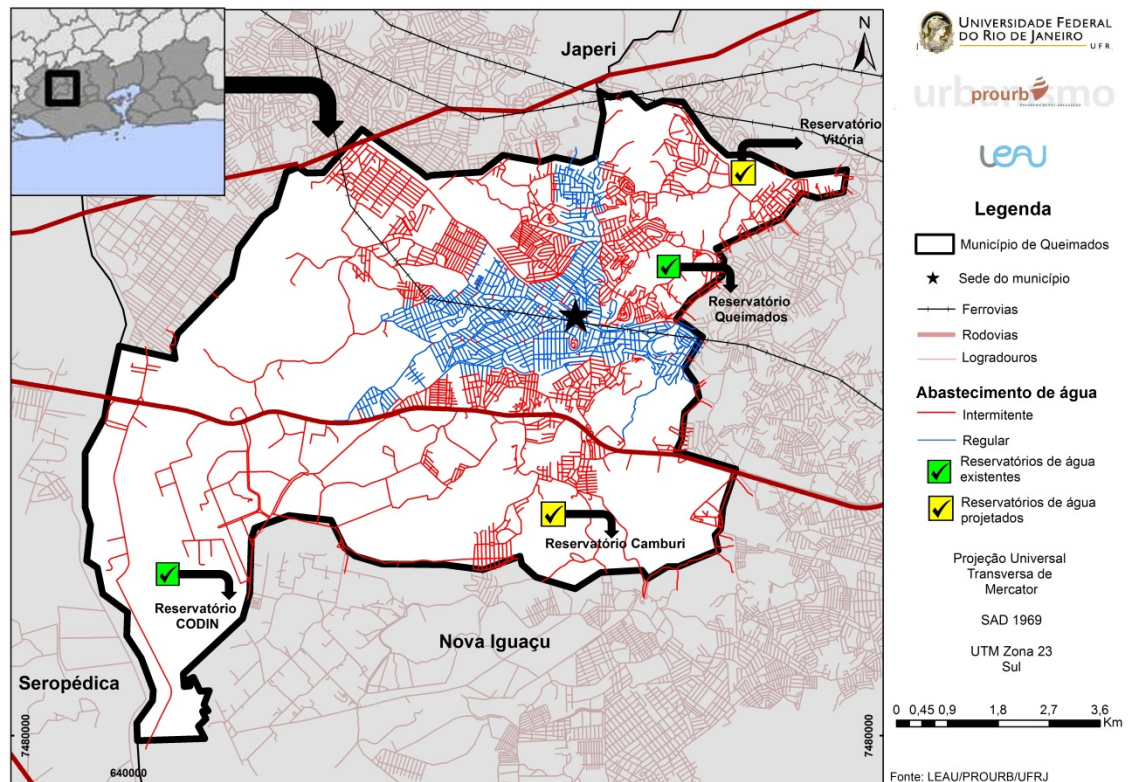 Japeri
N
Reservatório
Vitória
Reservatório
Queimados
Reservatório Camburi
Reservatório
CODIN
Nova Iguaçu
Seropédica
7480000
640000
7480000
UNIVERSIDADE FEDERAL
DO RIO DE JANEIRO
UFRJ
urbanismo
prourb
LEAU
Legenda
Município de Queimados
Sede do município
Ferrovias
Rodovias
Logradouros
Abastecimento de água
Intermitente
Regular
Reservatórios de água
existentes
Reservatórios de água
projetados
Projeção Universal
Transversa de
Mercator
SAD 1969
UTM Zona 23
Sul
0 0,45 0,9 1,8 2,7 3,6
Km
Fonte: LEAU/PROURB/UFRJ